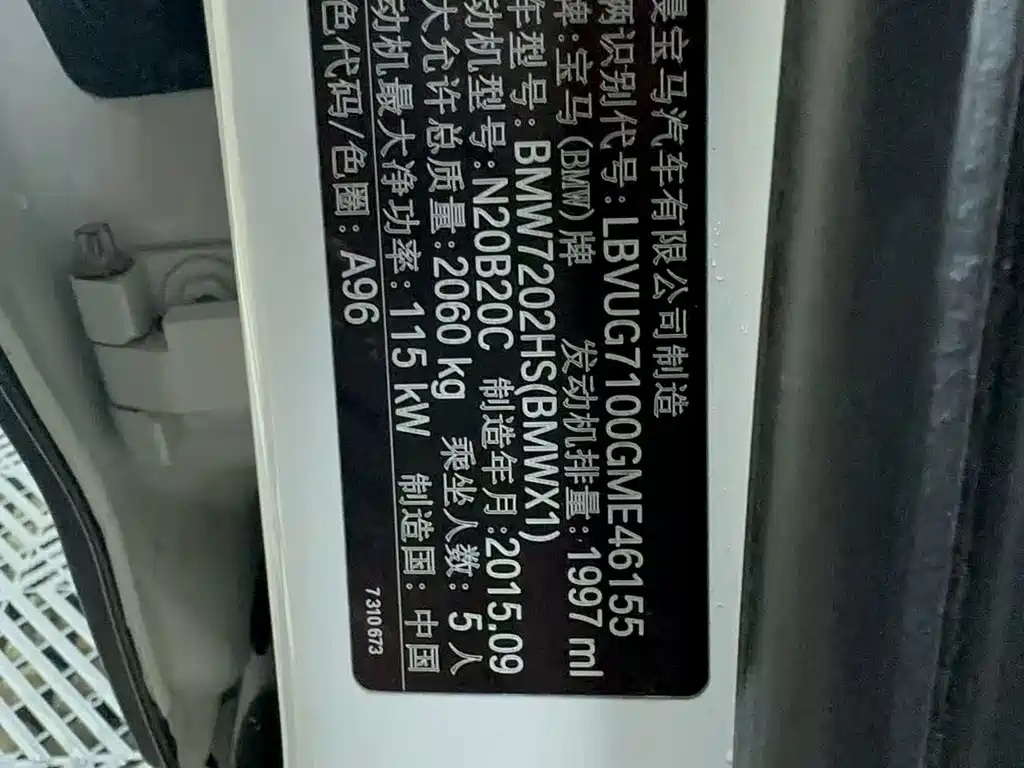 宝马汽车有限公司制造
车辆识别代号:LBVUG7100GME46155
牌:宝马(BMW)牌 发动机排量:1997 ml
车型号:BMW7202HS(BMWX1)
动机型号:N20B20C 制造年月:2015.09
大允许总质量:2060 kg 乘坐人数:5人
动机最大净功率:115 kW 制造国:中国
色代码/色圈:A96
7 310 673